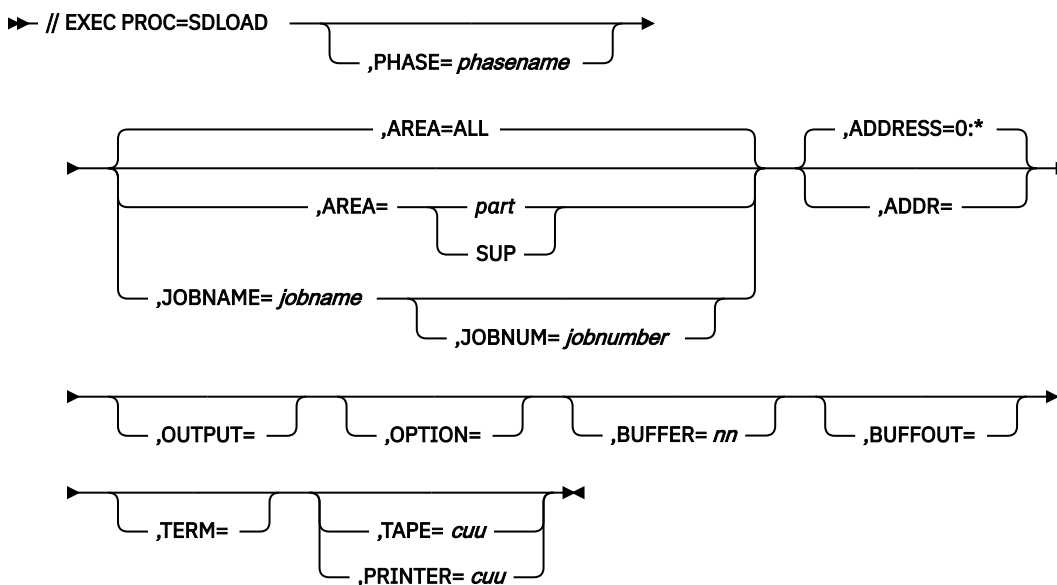 // EXEC PROC=SDLOAD
,PHASE= phasename
,AREA=ALL
,ADDRESS=0:*
,AREA= part
,ADDR=
SUP
,JOBNAME= jobname
,JOBNUM= jobnumber
,OUTPUT= ,OPTION= ,BUFFER= nn ,BUFFOUT=
,TERM= ,TAPE= cuu
,PRINTER= cuu